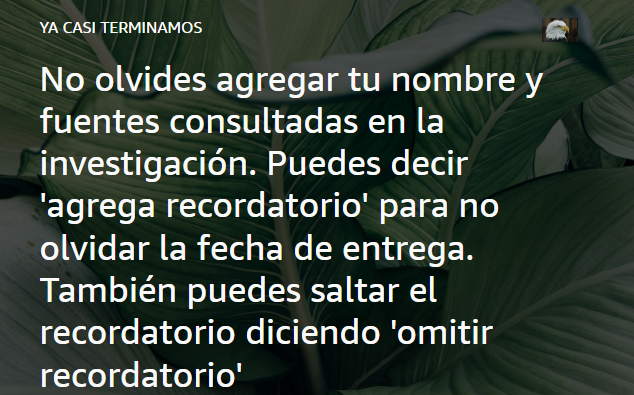 YA CASI TERMINAMOS
No olvides agregar tu nombre y
fuentes consultadas en la
investigación. Puedes decir
'agrega recordatorio' para no
olvidar la fecha de entrega.
También puedes saltar el
recordatorio diciendo 'omitir
recordatorio'